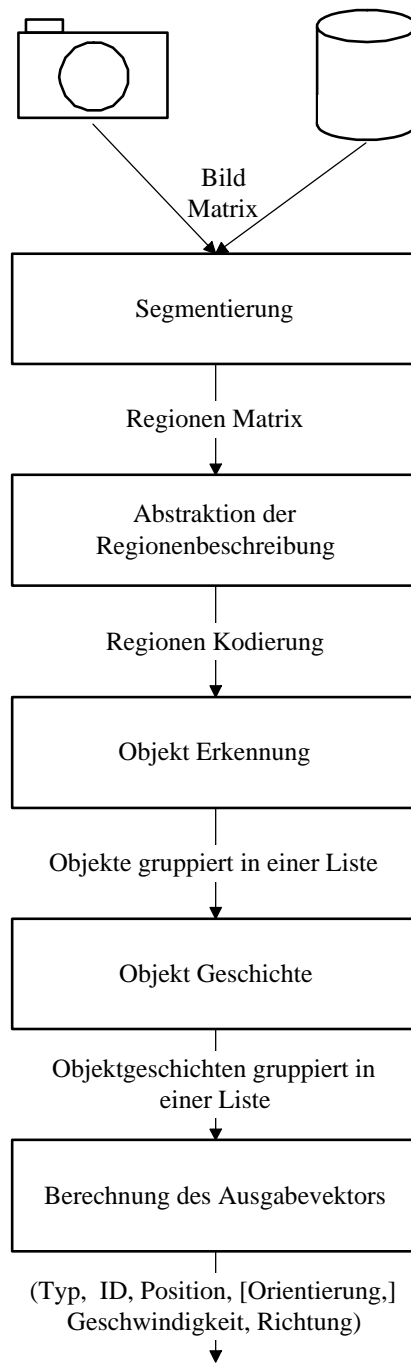 Bild
Matrix
Segmentierung
Regionen Matrix
Abstraktion der
Regionenbeschreibung
Regionen Kodierung
Objekt Erkennung
Objekte gruppiert in einer Liste
Objekt Geschichte
Objektgeschichten gruppiert in
einer Liste
Berechnung des Ausgabevektors
(Typ, ID, Position, [Orientierung,]
Geschwindigkeit, Richtung)